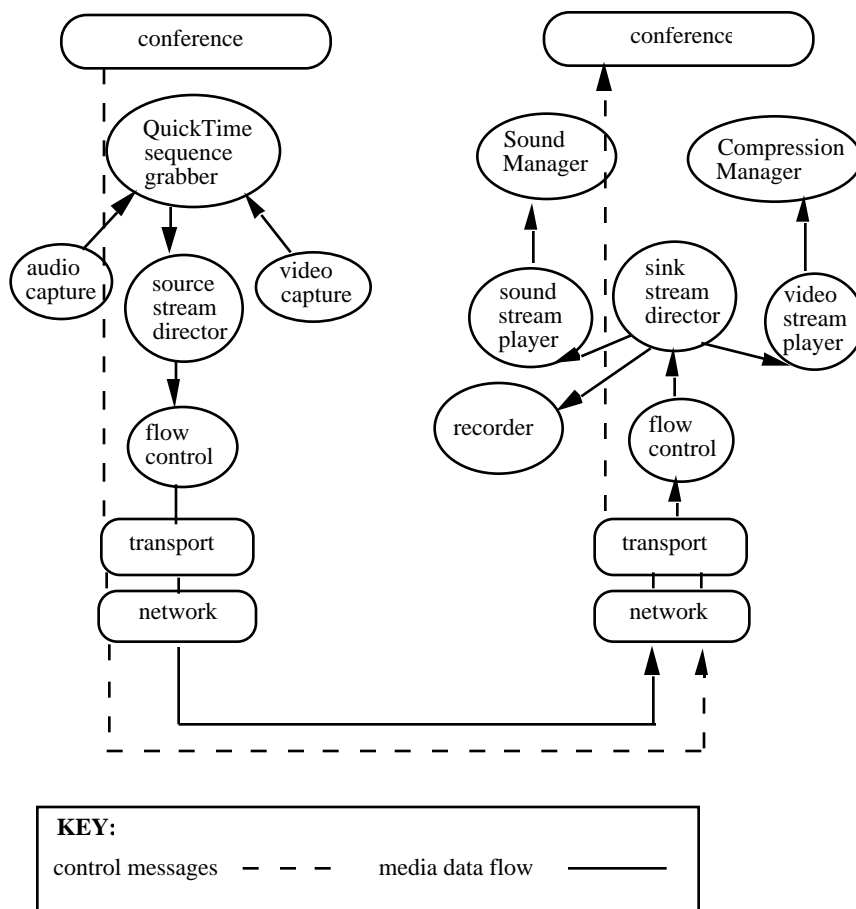 conference
conference
QuickTime
sequence
grabber
Sound
Manager
Compression
Manager
audio
capture
source
stream
director
video
capture
sound
stream
player
sink
stream
director
video
stream
player
flow
control
recorder
flow
control
transport
transport
network
network
KEY:
control messages
media data flow